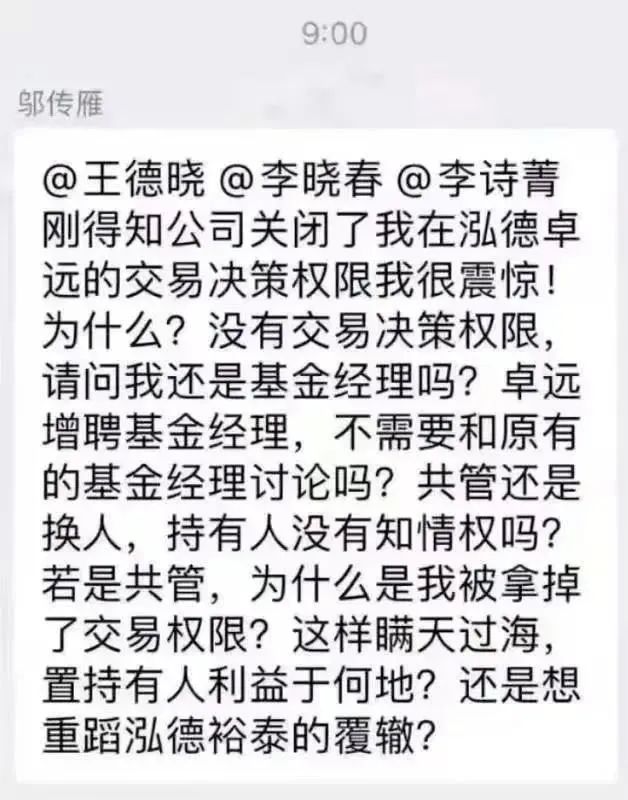 9:00
邬传雁
@王德晓 @李晓春 @李诗菁
刚得知公司关闭了我在泓德卓
远的交易决策权限我很震惊！
为什么？没有交易决策权限，
请问我还是基金经理吗？卓远
增聘基金经理，不需要和原有
的基金经理讨论吗？共管还是
换人，持有人没有知情权吗？
若是共管，为什么是我被拿掉
了交易权限？这样瞒天过海，
置持有人利益于何地？还是想
重蹈泓德裕泰的覆辙？